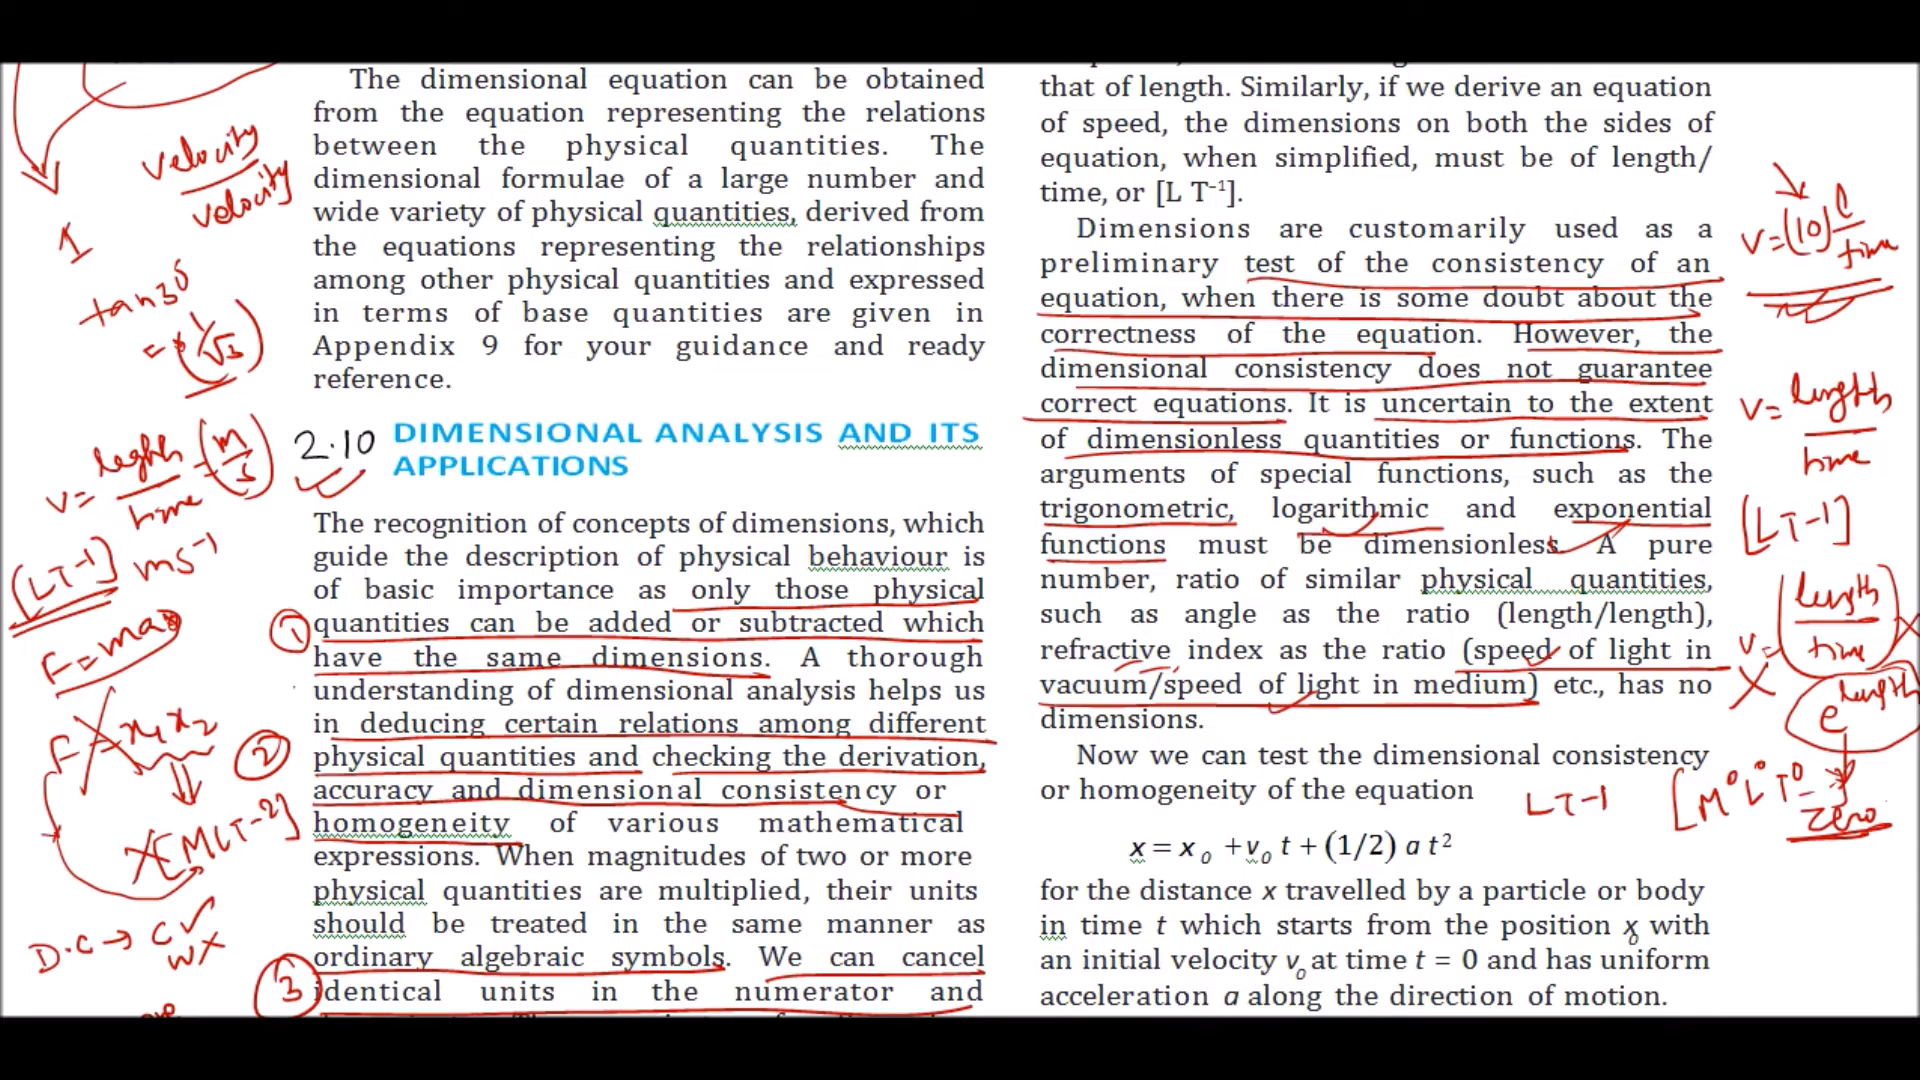 The dimensional equation can be obtained
from the equation representing the relations
between the physical quantities. The
dimensional formulae of a large number and
wide variety of physical quantities, derived from
the equations representing the relationships
among other physical quantities and expressed
in terms of base quantities are given in
Appendix 9 for your guidance and ready
reference.
2.10 DIMENSIONAL ANALYSIS AND ITS
APPLICATIONS
The recognition of concepts of dimensions, which
guide the description of physical behaviour is
of basic importance as only those physical
quantities can be added or subtracted which
have the same dimensions. A thorough
understanding of dimensional analysis helps us
in deducing certain relations among different
physical quantities and checking the derivation,
accuracy and dimensional consistency or
homogeneity of various mathematical
expressions. When magnitudes of two or more
physical quantities are multiplied, their units
should be treated in the same manner as
ordinary algebraic symbols. We can cancel
identical units in the numerator and
that of length. Similarly, if we derive an equation
of speed, the dimensions on both the sides of
equation, when simplified, must be of length/
time, or [L T⁻¹].
Dimensions are customarily used as a
preliminary test of the consistency of an
equation, when there is some doubt about the
correctness of the equation. However, the
dimensional consistency does not guarantee
correct equations. It is uncertain to the extent
of dimensionless quantities or functions. The
arguments of special functions, such as the
trigonometric, logarithmic and exponential
functions must be dimensionless. A pure
number, ratio of similar physical quantities,
such as angle as the ratio (length/length),
refractive index as the ratio (speed of light in
vacuum/speed of light in medium) etc., has no
dimensions.
Now we can test the dimensional consistency
or homogeneity of the equation
x = x₀ + v₀ t + (1/2) a t²
for the distance x travelled by a particle or body
in time t which starts from the position x₀ with
an initial velocity v₀ at time t = 0 and has uniform
acceleration a along the direction of motion.
velocity
velocity
1
tan30
1/√3
v = length
time
m
s
[LT-1] ms⁻¹
F = ma
1
F = x₁x₂
2
[MLT-2]
D.C → C ✓
W X
3
v = (10) l
time
v = length
time
[LT-1]
v = length
time
e length
LT-1
[M⁰L⁰T⁰]
zero